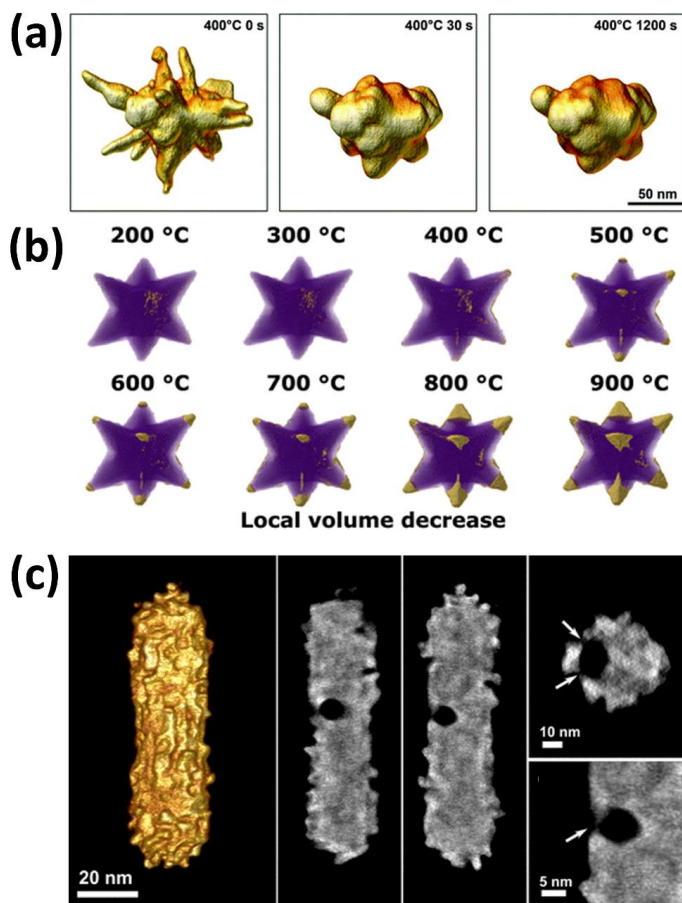 (a)
400°C 0 s
400°C 30 s
400°C 1200 s
50 nm
(b)
200 °C
300 °C
400 °C
500 °C
600 °C
700 °C
800 °C
900 °C
Local volume decrease
(c)
20 nm
10 nm
5 nm